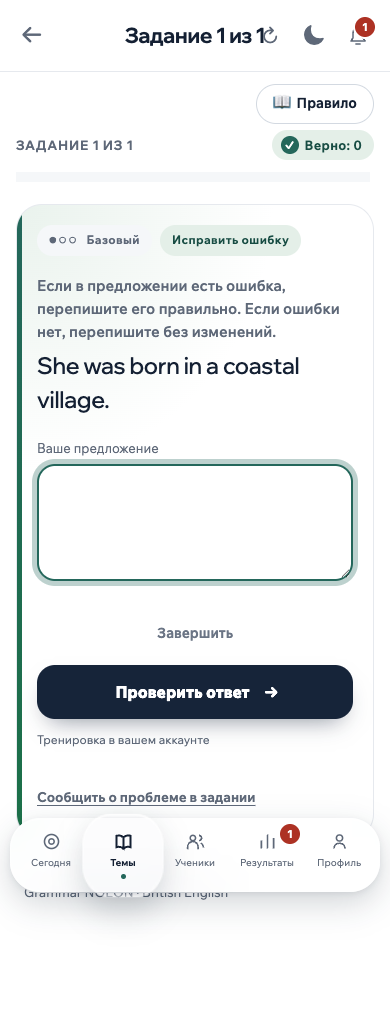 Задание 1 из 1
1
📖 Правило
ЗАДАНИЕ 1 ИЗ 1
Верно: 0
Базовый
Исправить ошибку
Если в предложении есть ошибка,
перепишите его правильно. Если ошибки
нет, перепишите без изменений.
She was born in a coastal
village.
Ваше предложение
Завершить
Проверить ответ →
Тренировка в вашем аккаунте
Сообщить о проблеме в задании
1
Сегодня
Темы
Ученики
Результаты
Профиль
Grammar British English